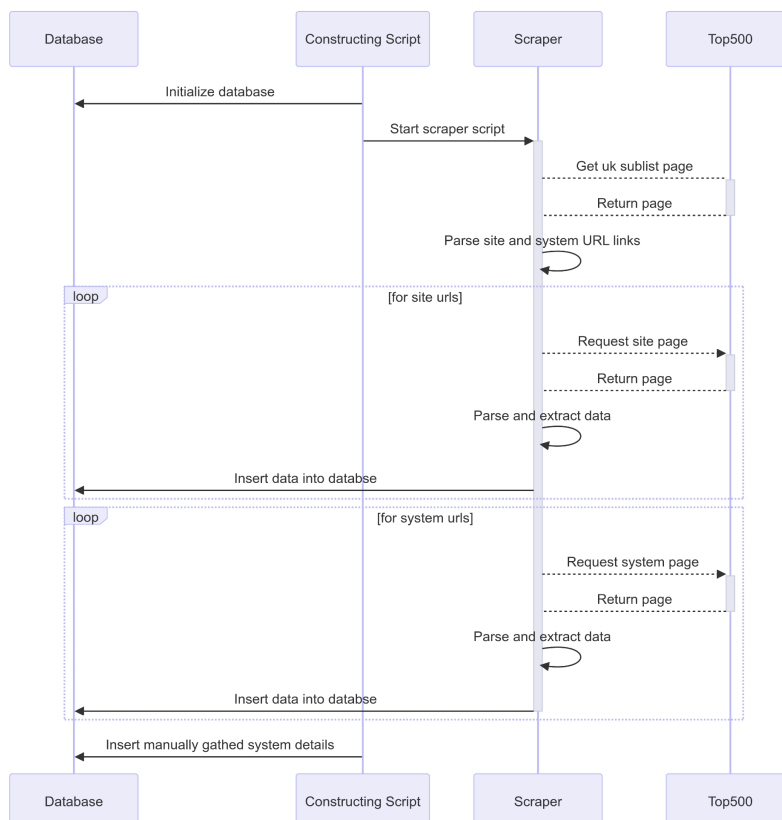 Database
Constructing Script
Scraper
Top500
Initialize database
Start scraper script
Get uk sublist page
Return page
Parse site and system URL links
loop
[for site urls]
Request site page
Return page
Parse and extract data
Insert data into databse
loop
[for system urls]
Request system page
Return page
Parse and extract data
Insert data into databse
Insert manually gathed system details
Database
Constructing Script
Scraper
Top500